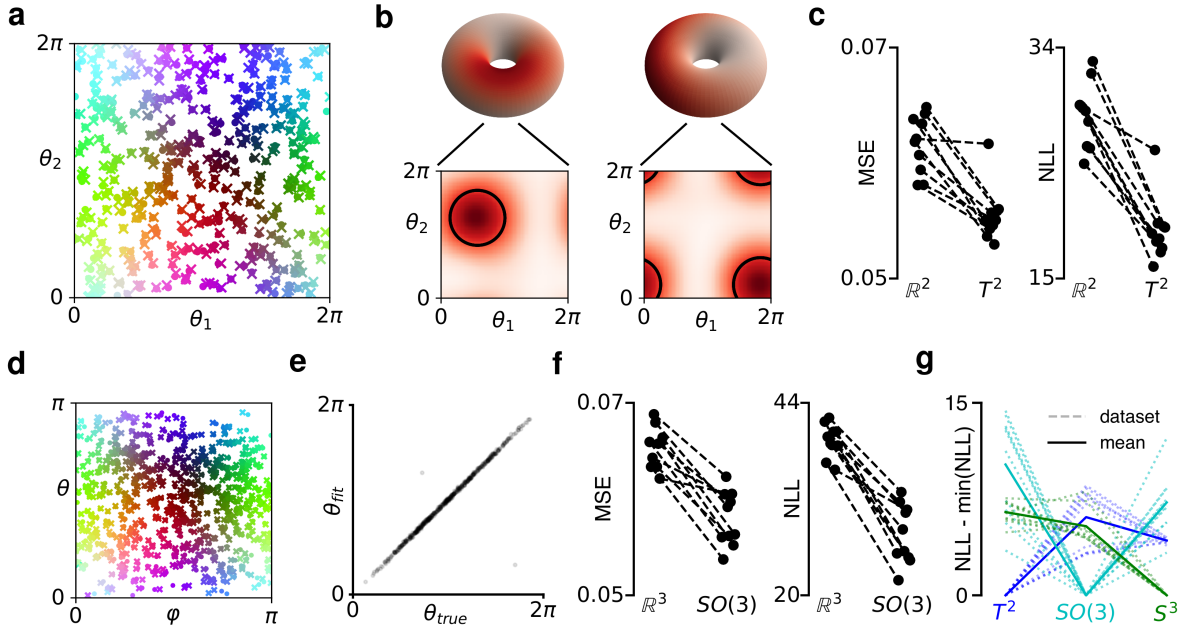 a
2π
θ2
0
0
θ1
2π
b
2π
θ2
0
0
θ1
2π
2π
θ2
0
0
θ1
2π
c
0.07
MSE
0.05
ℝ² T²
34
NLL
15
ℝ² T²
d
π
θ
0
0
φ
π
e
2π
θfit
0
0
θtrue
2π
f
0.07
MSE
0.05
ℝ³ SO(3)
44
NLL
20
ℝ³ SO(3)
g
15
NLL - min(NLL)
0
dataset
mean
T² SO(3) S³